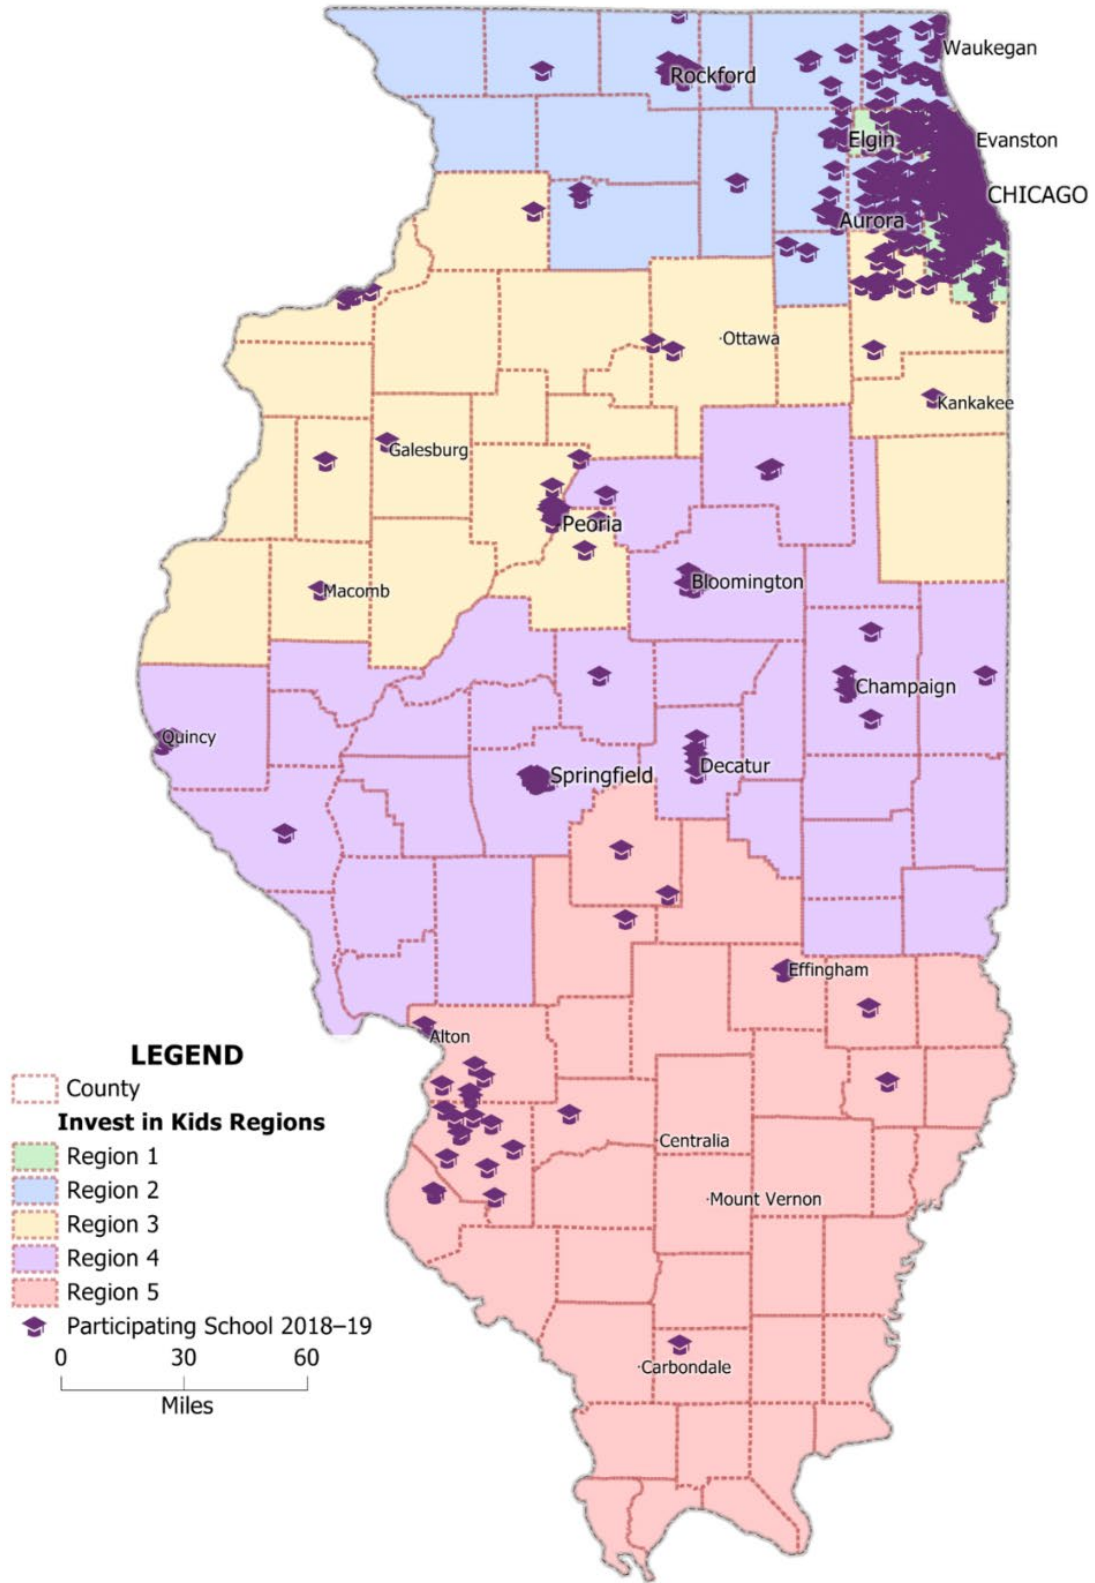 Waukegan
Rockford
Elgin
Evanston
CHICAGO
Aurora
·Ottawa
Kankakee
Galesburg
Peoria
Bloomington
Macomb
Champaign
Quincy
Springfield
Decatur
Effingham
Alton
LEGEND
County
Invest in Kids Regions
Region 1
Region 2
Region 3
Region 4
Region 5
Participating School 2018–19
0 30 60
Miles
Centralia
·Mount Vernon
·Carbondale